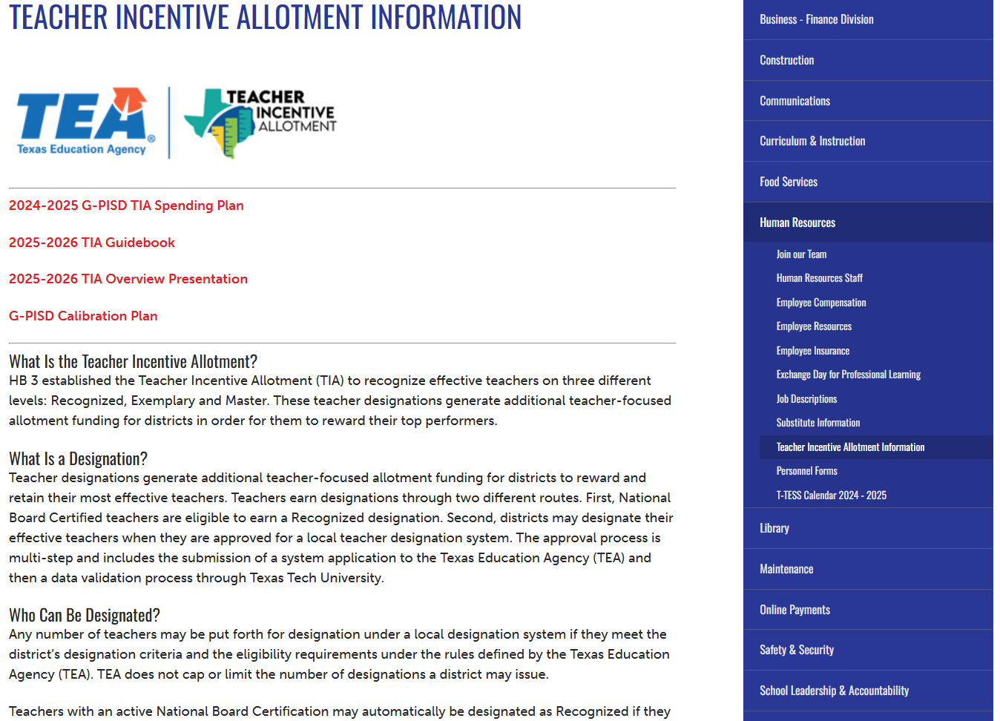 TEACHER INCENTIVE ALLOTMENT INFORMATION
TEA®
Texas Education Agency
TEACHER
INCENTIVE
ALLOTMENT
2024-2025 G-PISD TIA Spending Plan
2025-2026 TIA Guidebook
2025-2026 TIA Overview Presentation
G-PISD Calibration Plan
What Is the Teacher Incentive Allotment?
HB 3 established the Teacher Incentive Allotment (TIA) to recognize effective teachers on three different
levels: Recognized, Exemplary and Master. These teacher designations generate additional teacher-focused
allotment funding for districts in order for them to reward their top performers.
What Is a Designation?
Teacher designations generate additional teacher-focused allotment funding for districts to reward and
retain their most effective teachers. Teachers earn designations through two different routes. First, National
Board Certified teachers are eligible to earn a Recognized designation. Second, districts may designate their
effective teachers when they are approved for a local teacher designation system. The approval process is
multi-step and includes the submission of a system application to the Texas Education Agency (TEA) and
then a data validation process through Texas Tech University.
Who Can Be Designated?
Any number of teachers may be put forth for designation under a local designation system if they meet the
district's designation criteria and the eligibility requirements under the rules defined by the Texas Education
Agency (TEA). TEA does not cap or limit the number of designations a district may issue.
Teachers with an active National Board Certification may automatically be designated as Recognized if they
Business - Finance Division
Construction
Communications
Curriculum & Instruction
Food Services
Human Resources
Join our Team
Human Resources Staff
Employee Compensation
Employee Resources
Employee Insurance
Exchange Day for Professional Learning
Job Descriptions
Substitute Information
Teacher Incentive Allotment Information
Personnel Forms
T-TESS Calendar 2024 - 2025
Library
Maintenance
Online Payments
Safety & Security
School Leadership & Accountability